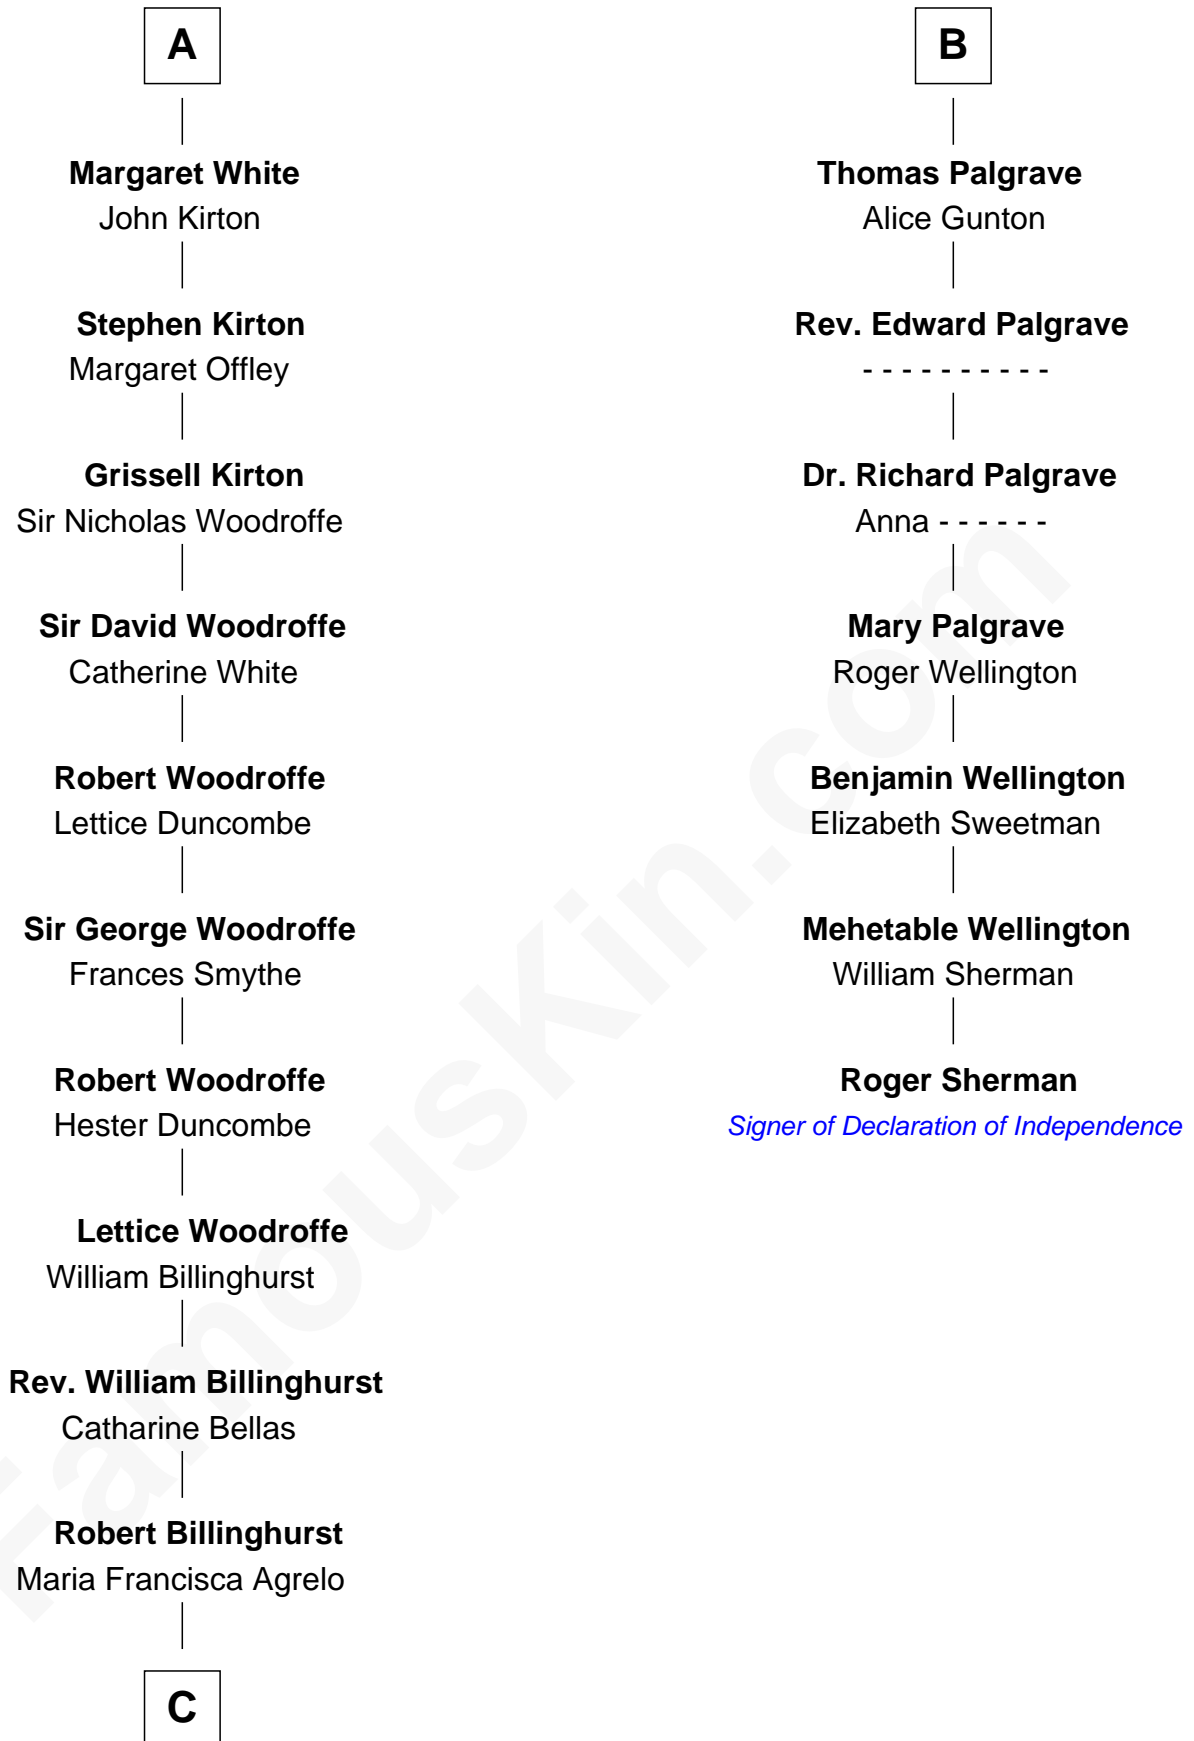 A
Margaret White
John Kirton
Stephen Kirton
Margaret Offley
Grissell Kirton
Sir Nicholas Woodroffe
Sir David Woodroffe
Catherine White
Robert Woodroffe
Lettice Duncombe
Sir George Woodroffe
Frances Smythe
Robert Woodroffe
Hester Duncombe
Lettice Woodroffe
William Billinghurst
Rev. William Billinghurst
Catharine Bellas
Robert Billinghurst
Maria Francisca Agrelo
C
B
Thomas Palgrave
Alice Gunton
Rev. Edward Palgrave
- - - - - - - - - -
Dr. Richard Palgrave
Anna - - - - - -
Mary Palgrave
Roger Wellington
Benjamin Wellington
Elizabeth Sweetman
Mehetable Wellington
William Sherman
Roger Sherman
Signer of Declaration of Independence
FamousKin.com